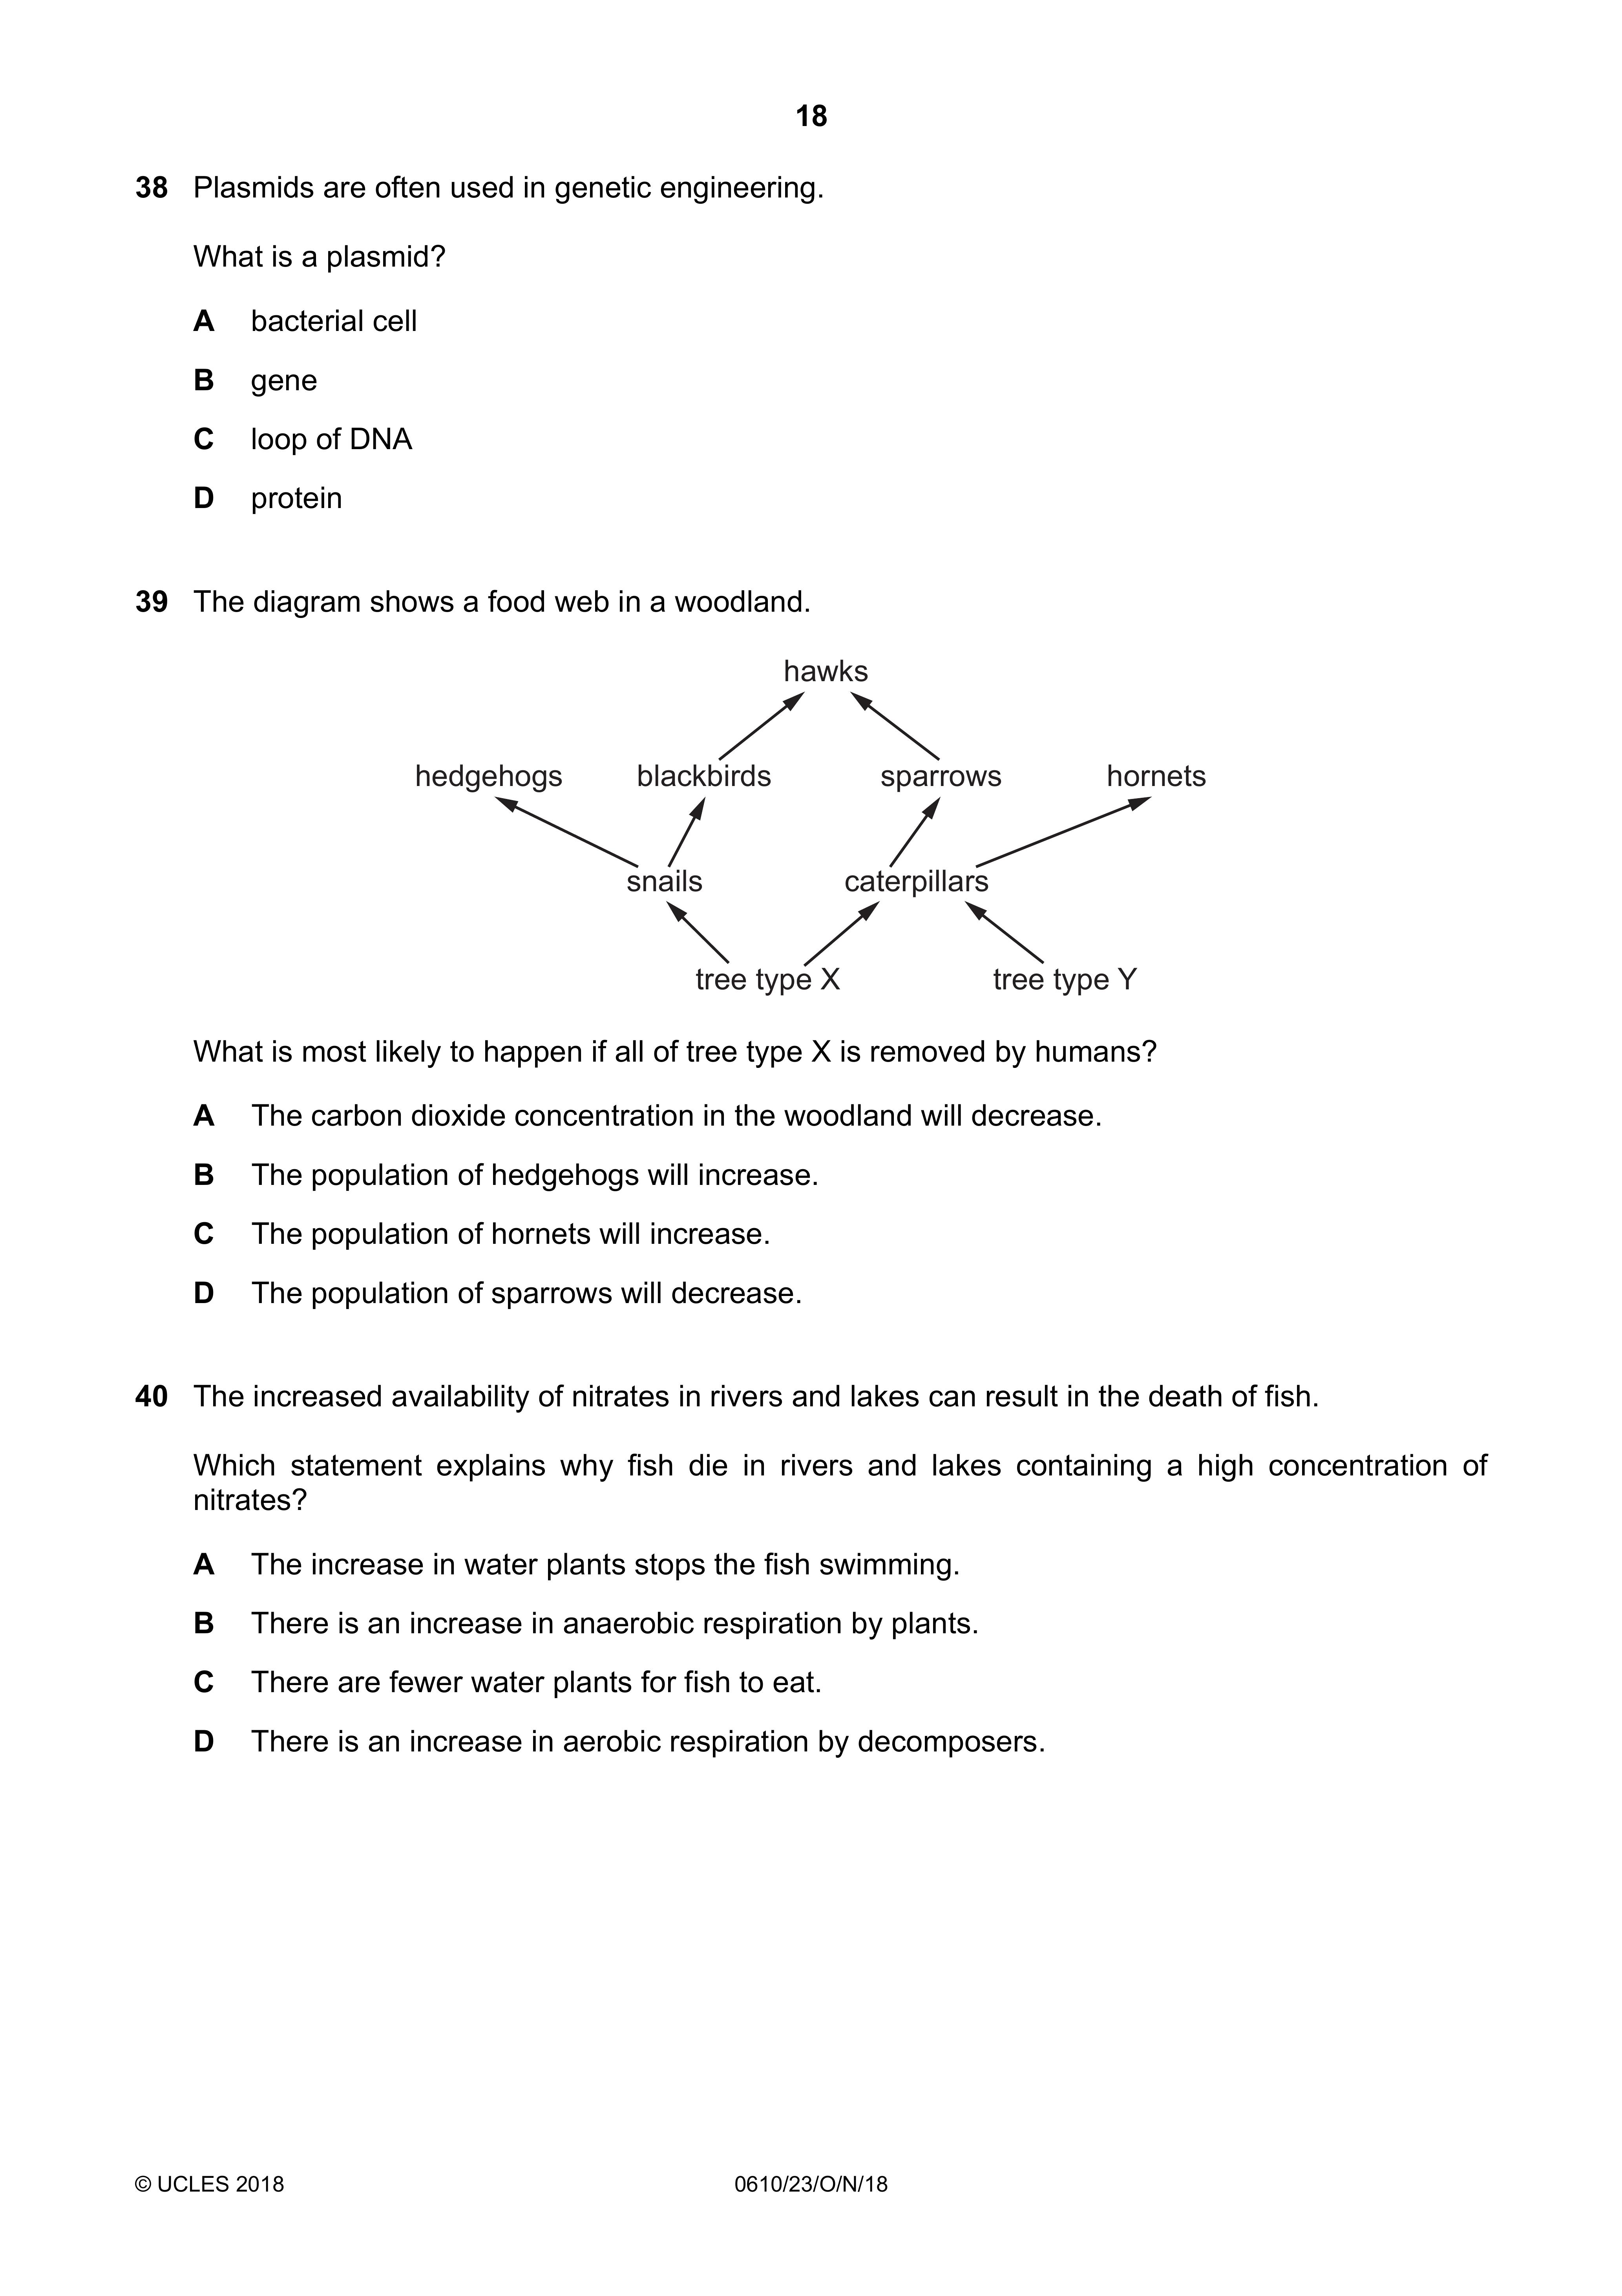 18
38 Plasmids are often used in genetic engineering.
What is a plasmid?
A bacterial cell
B gene
C loop of DNA
D protein
39 The diagram shows a food web in a woodland.
hawks
hedgehogs blackbirds sparrows hornets
snails caterpillars
tree type X tree type Y
What is most likely to happen if all of tree type X is removed by humans?
A The carbon dioxide concentration in the woodland will decrease.
B The population of hedgehogs will increase.
C The population of hornets will increase.
D The population of sparrows will decrease.
40 The increased availability of nitrates in rivers and lakes can result in the death of fish.
Which statement explains why fish die in rivers and lakes containing a high concentration of
nitrates?
A The increase in water plants stops the fish swimming.
B There is an increase in anaerobic respiration by plants.
C There are fewer water plants for fish to eat.
D There is an increase in aerobic respiration by decomposers.
© UCLES 2018 0610/23/O/N/18